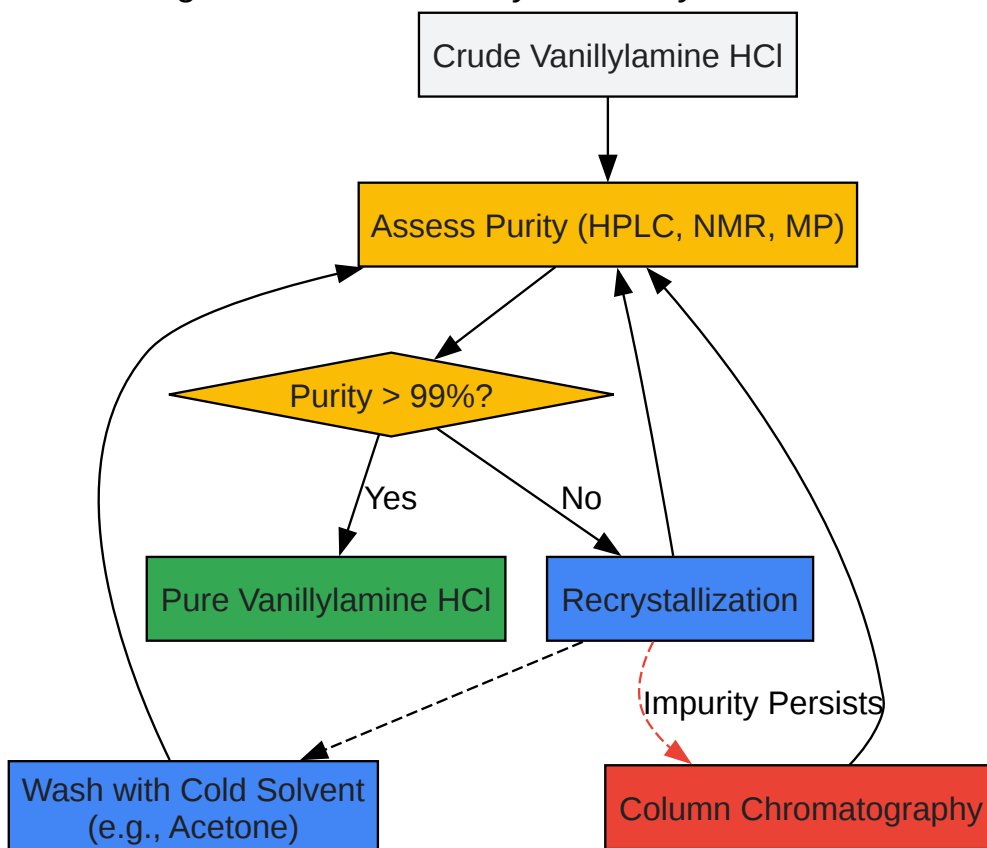 Crude Vanillylamine HCl
Assess Purity (HPLC, NMR, MP)
Purity > 99%?
Yes
No
Pure Vanillylamine HCl
Recrystallization
Impurity Persists
Wash with Cold Solvent
(e.g., Acetone)
Column Chromatography